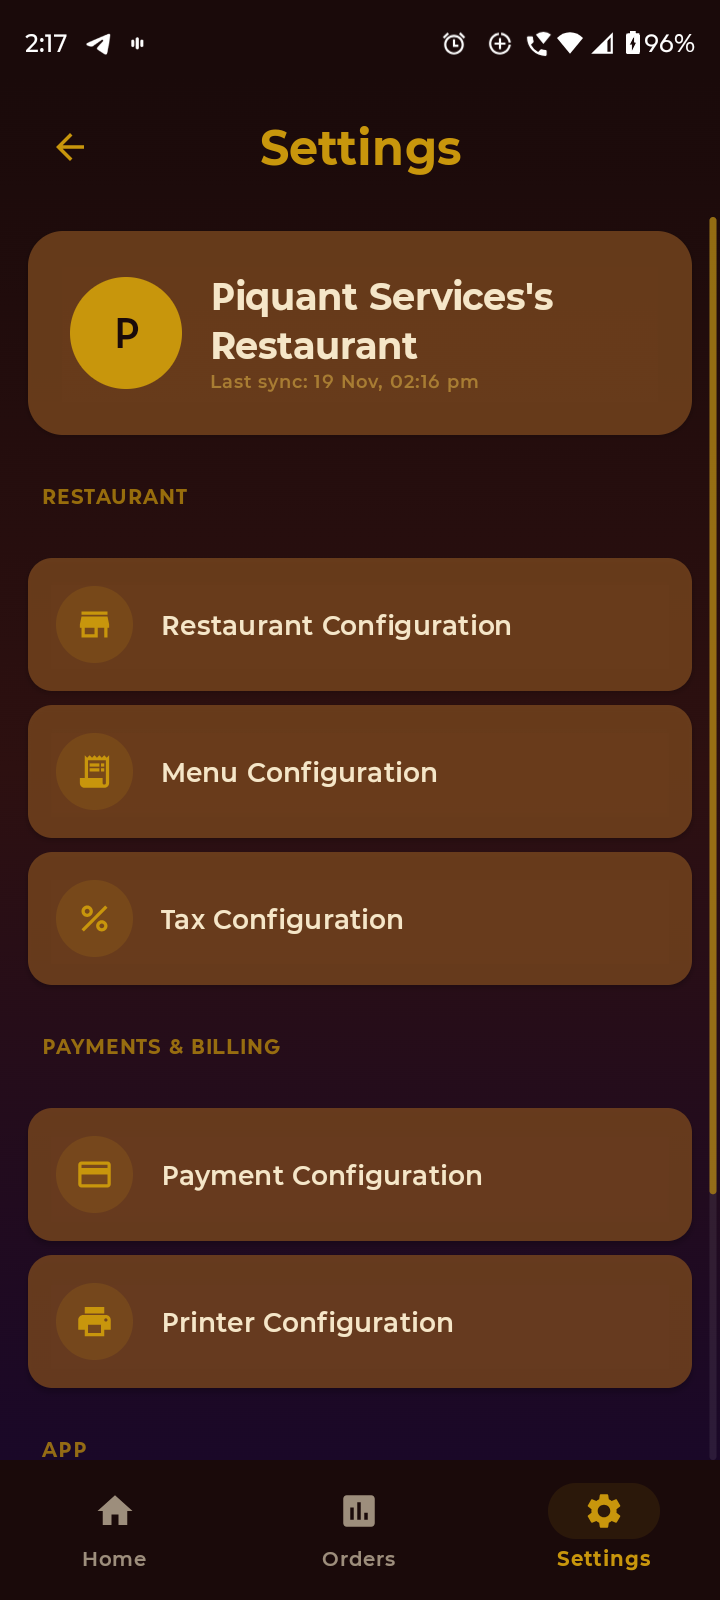 2:17
96%
Settings
P
Piquant Services's
Restaurant
Last sync: 19 Nov, 02:16 pm
RESTAURANT
Restaurant Configuration
Menu Configuration
Tax Configuration
PAYMENTS & BILLING
Payment Configuration
Printer Configuration
APP
Home
Orders
Settings